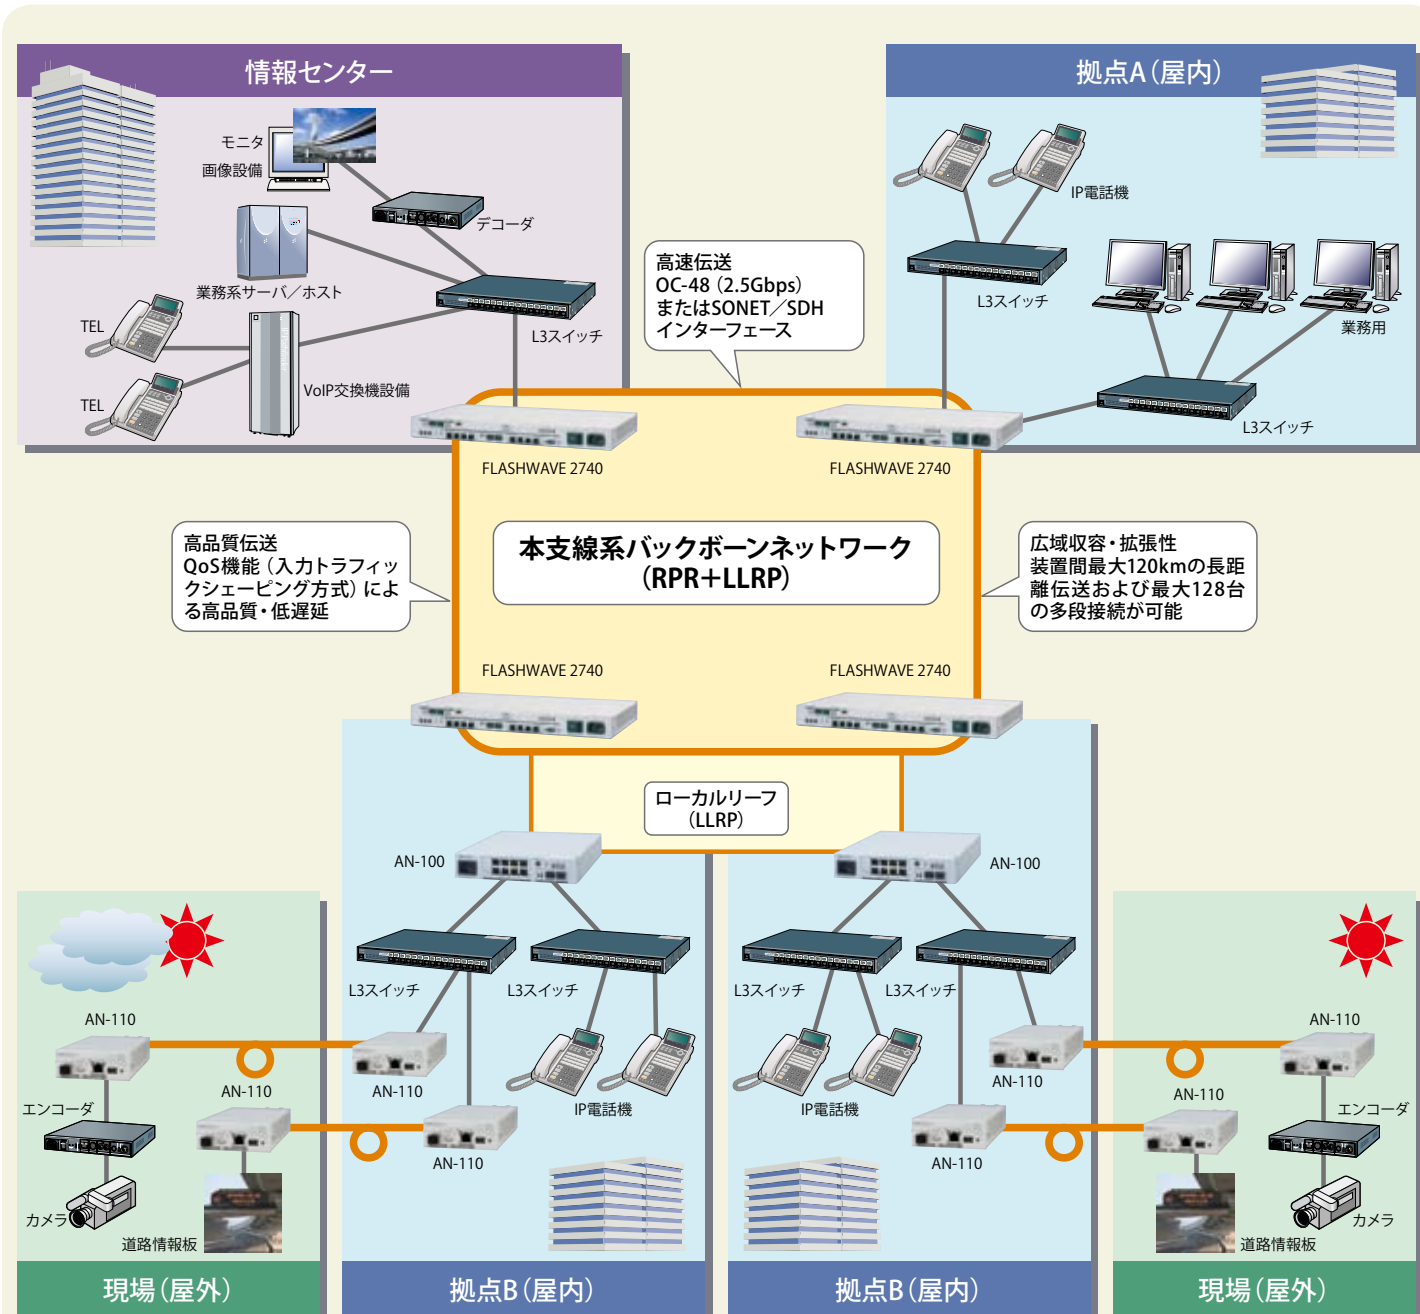 情報センター
モニタ
画像設備
デコーダ
業務系サーバ／ホスト
L3スイッチ
TEL
VoIP交換機設備
TEL
FLASHWAVE 2740
拠点A（屋内）
IP電話機
L3スイッチ
業務用
L3スイッチ
FLASHWAVE 2740
高速伝送
OC-48（2.5Gbps）
またはSONET／SDH
インターフェース
高品質伝送
QoS機能（入力トラフィッ
クシェーピング方式）によ
る高品質・低遅延
本支線系バックボーンネットワーク
（RPR＋LLRP）
広域収容・拡張性
装置間最大120kmの長距
離伝送および最大128台
の多段接続が可能
FLASHWAVE 2740
FLASHWAVE 2740
ローカルリーフ
（LLRP）
AN-100
AN-100
L3スイッチ
L3スイッチ
L3スイッチ
L3スイッチ
AN-110
AN-110
AN-110
AN-110
エンコーダ
カメラ
道路情報板
IP電話機
IP電話機
AN-110
AN-110
AN-110
AN-110
エンコーダ
カメラ
道路情報板
現場（屋外）
拠点B（屋内）
拠点B（屋内）
現場（屋外）